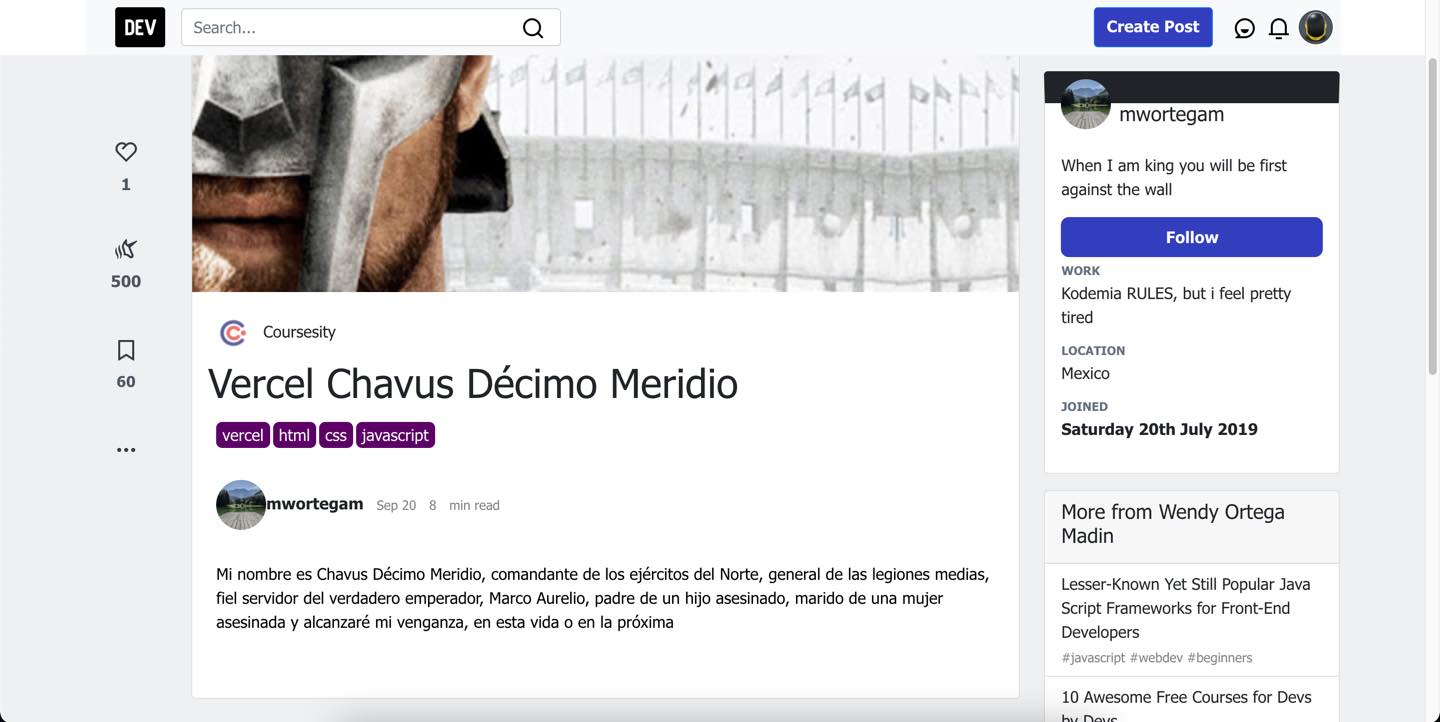 DEV
Search...
Create Post
1
500
60
Coursesity
Vercel Chavus Décimo Meridio
vercel html css javascript
mwortegam Sep 20 8 min read
Mi nombre es Chavus Décimo Meridio, comandante de los ejércitos del Norte, general de las legiones medias,
fiel servidor del verdadero emperador, Marco Aurelio, padre de un hijo asesinado, marido de una mujer
asesinada y alcanzaré mi venganza, en esta vida o en la próxima
mwortegam
When I am king you will be first
against the wall
Follow
WORK
Kodemia RULES, but i feel pretty
tired
LOCATION
Mexico
JOINED
Saturday 20th July 2019
More from Wendy Ortega
Madin
Lesser-Known Yet Still Popular Java
Script Frameworks for Front-End
Developers
#javascript #webdev #beginners
10 Awesome Free Courses for Devs
by Devs